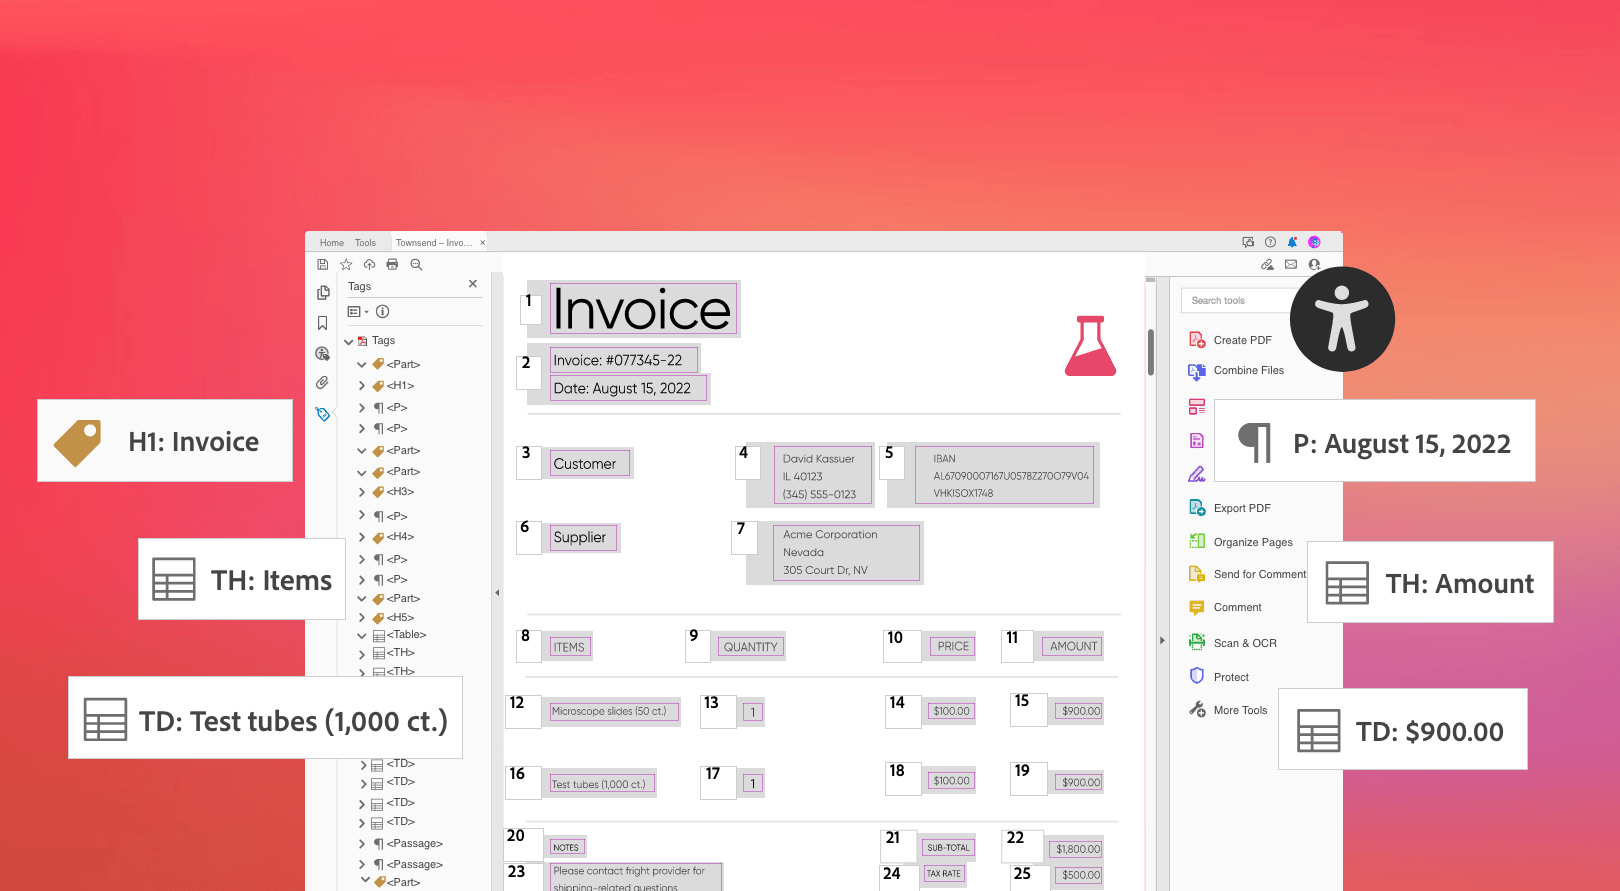 Home Tools Townsend – Invo... ×
Tags
Search tools
Tags
<Part>
<H1>
<P>
<P>
<Part>
<Part>
<H3>
<P>
<H4>
<P>
<P>
<Part>
<H5>
<Table>
<TH>
<TH>
<TD>
<TD>
<TD>
<TD>
<Passage>
<Passage>
<Part>
H1: Invoice
TH: Items
TD: Test tubes (1,000 ct.)
1 Invoice
2 Invoice: #077345-22
Date: August 15, 2022
3 Customer
4 David Kassuer
IL 40123
(345) 555-0123
5 IBAN
AL67090007167U0578Z270O79V04
VHKISOX1748
6 Supplier
7 Acme Corporation
Nevada
305 Court Dr, NV
8 ITEMS 9 QUANTITY 10 PRICE 11 AMOUNT
12 Microscope slides (50 ct.) 13 1 14 $100.00 15 $900.00
16 Test tubes (1,000 ct.) 17 1 18 $100.00 19 $900.00
20 NOTES 21 SUB-TOTAL 22 $1,800.00
23 Please contact fright provider for
shipping-related questions
24 TAX RATE 25 $500.00
Create PDF
Combine Files
Export PDF
Organize Pages
Send for Comment
Comment
Scan & OCR
Protect
More Tools
P: August 15, 2022
TH: Amount
TD: $900.00